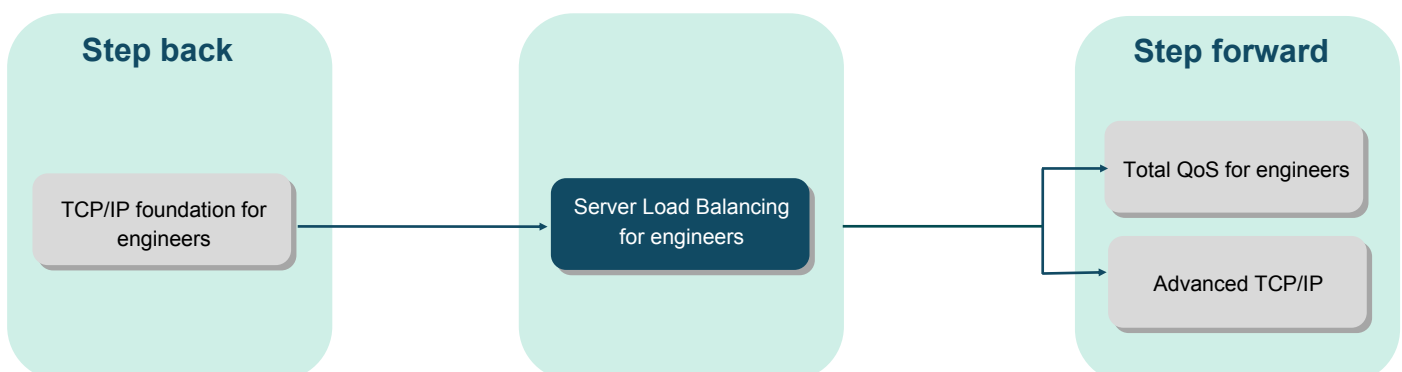 Step back
TCP/IP foundation for
engineers
Server Load Balancing
for engineers
Step forward
Total QoS for engineers
Advanced TCP/IP